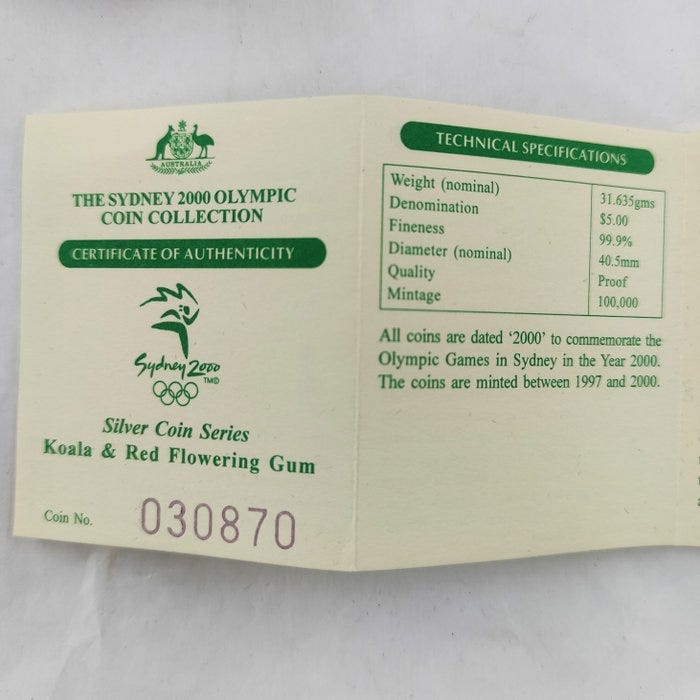 AUSTRALIA
THE SYDNEY 2000 OLYMPIC
COIN COLLECTION
CERTIFICATE OF AUTHENTICITY
Sydney 2000
Silver Coin Series
Koala & Red Flowering Gum
Coin No. 030870
TECHNICAL SPECIFICATIONS
Weight (nominal) 31.635gms
Denomination $5.00
Fineness 99.9%
Diameter (nominal) 40.5mm
Quality Proof
Mintage 100,000
All coins are dated ‘2000’ to commemorate the
Olympic Games in Sydney in the Year 2000.
The coins are minted between 1997 and 2000.